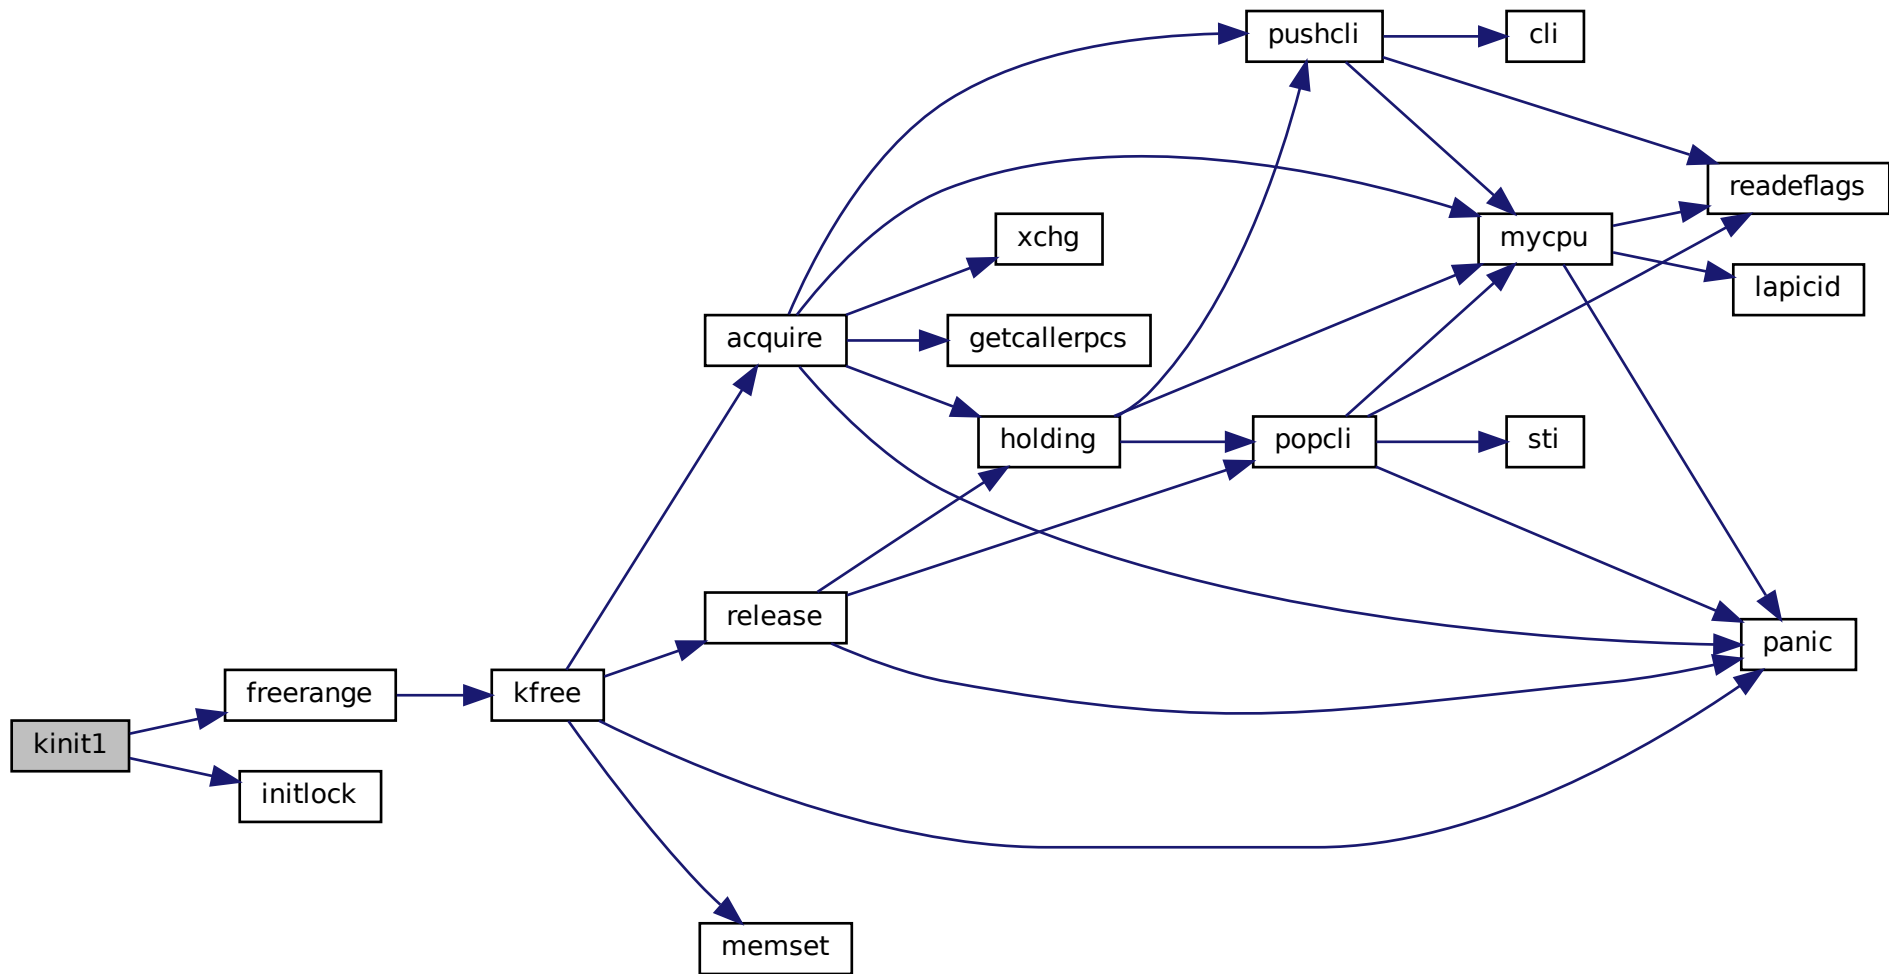 kinit1
freerange
initlock
kfree
acquire
release
memset
xchg
getcallerpcs
holding
pushcli
popcli
cli
mycpu
sti
readeflags
lapicid
panic